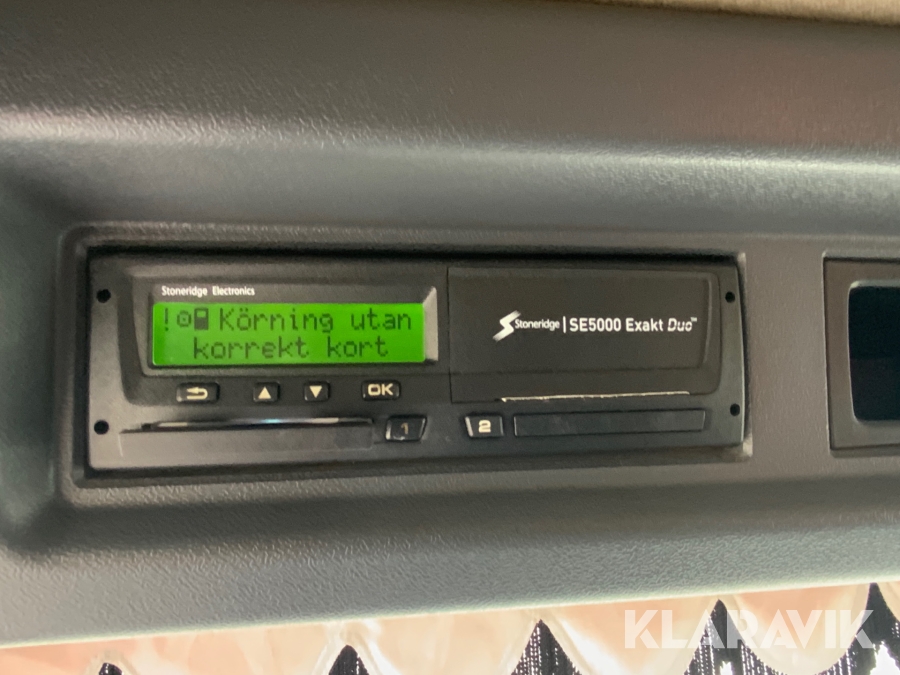 Stoneridge Electronics
! Körning utan
korrekt kort
Stoneridge | SE5000 Exakt Duo™
OK
1
2
KLARAVIK